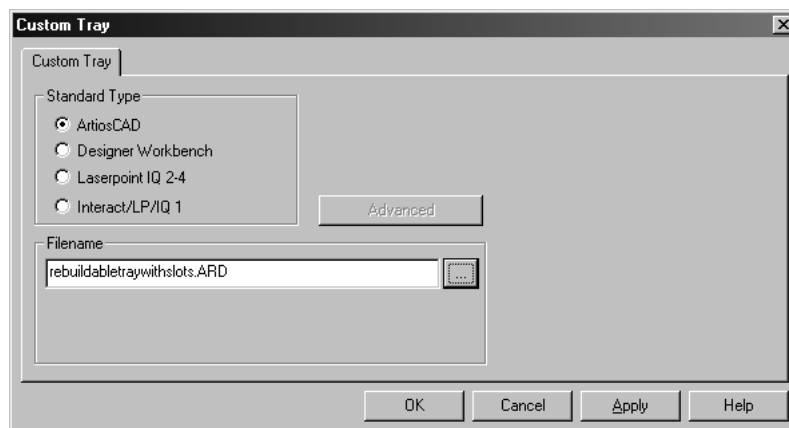 Custom Tray
Custom Tray
Standard Type
ArtiosCAD
Designer Workbench
Laserpoint IQ 2-4
Interact/LP/IQ 1
Advanced
Filename
rebuildabletraywithslots.ARD
...
OK Cancel Apply Help